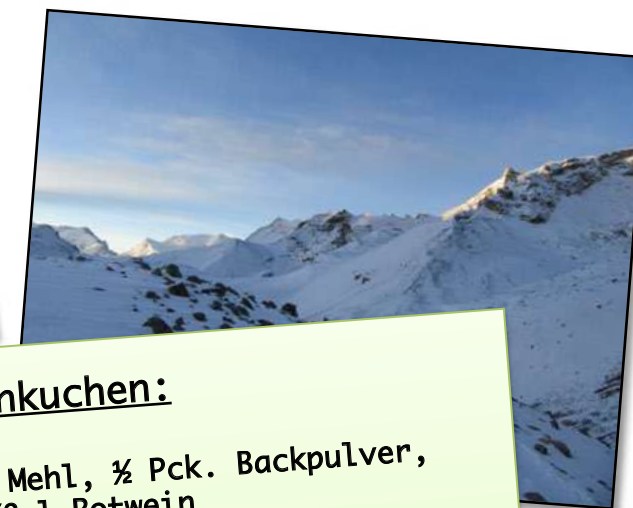 nkuchen:
Mehl, ½ Pck. Backpulver,
l Rotwein